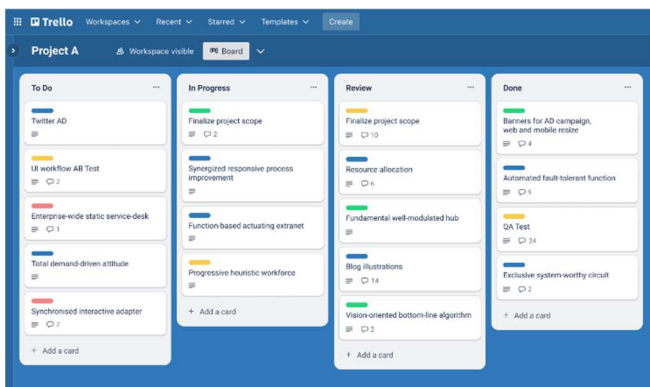 Trello Workspaces Recent Starred Templates Create
Project A Workspace visible Board
To Do
Twitter AD
UI workflow AB Test
2
Enterprise-wide static service-desk
1
Total demand-driven attitude
Synchronised interactive adapter
+ Add a card
In Progress
Finalize project scope
2
Synergized responsive process
improvement
Function-based actuating extranet
Progressive heuristic workforce
+ Add a card
Review
Finalize project scope
10
Resource allocation
6
Fundamental well-modulated hub
Blog illustrations
14
Vision-oriented bottom-line algorithm
2
+ Add a card
Done
Banners for AD campaign,
web and mobile resize
4
Automated fault-tolerant function
QA Test
24
Exclusive system-worthy circuit
2
+ Add a card